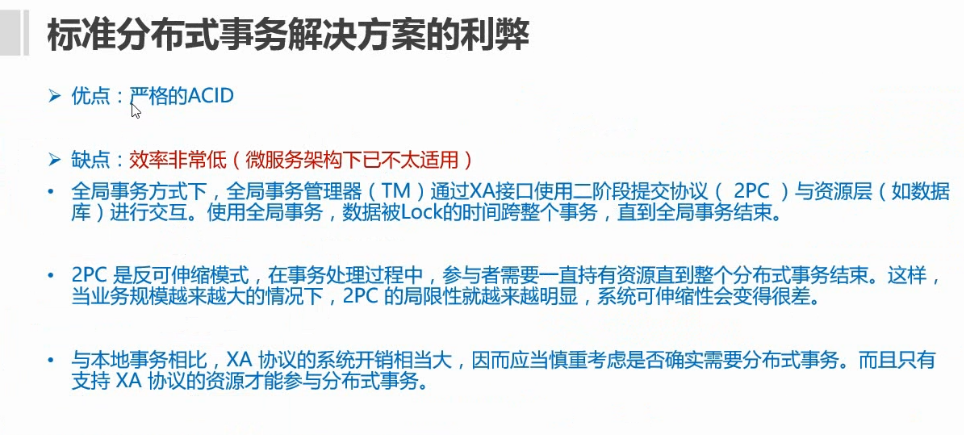 标准分布式事务解决方案的利弊
➢ 优点：严格的ACID
➢ 缺点：效率非常低（微服务架构下已不太适用）
• 全局事务方式下，全局事务管理器（TM）通过XA接口使用二阶段提交协议（ 2PC ）与资源层（如数据
库）进行交互。使用全局事务，数据被Lock的时间跨整个事务，直到全局事务结束。
• 2PC 是反可伸缩模式，在事务处理过程中，参与者需要一直持有资源直到整个分布式事务结束。这样，
当业务规模越来越大的情况下，2PC 的局限性就越来越明显，系统可伸缩性会变得很差。
• 与本地事务相比，XA 协议的系统开销相当大，因而应当慎重考虑是否确实需要分布式事务。而且只有
支持 XA 协议的资源才能参与分布式事务。